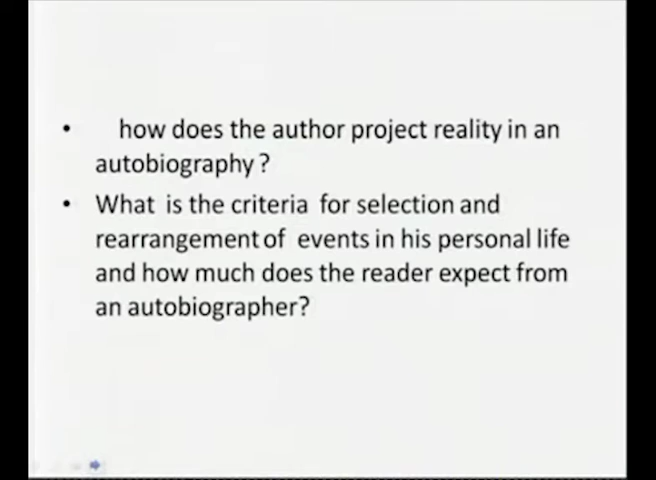 • how does the author project reality in an
autobiography ?
• What is the criteria for selection and
rearrangement of events in his personal life
and how much does the reader expect from
an autobiographer?